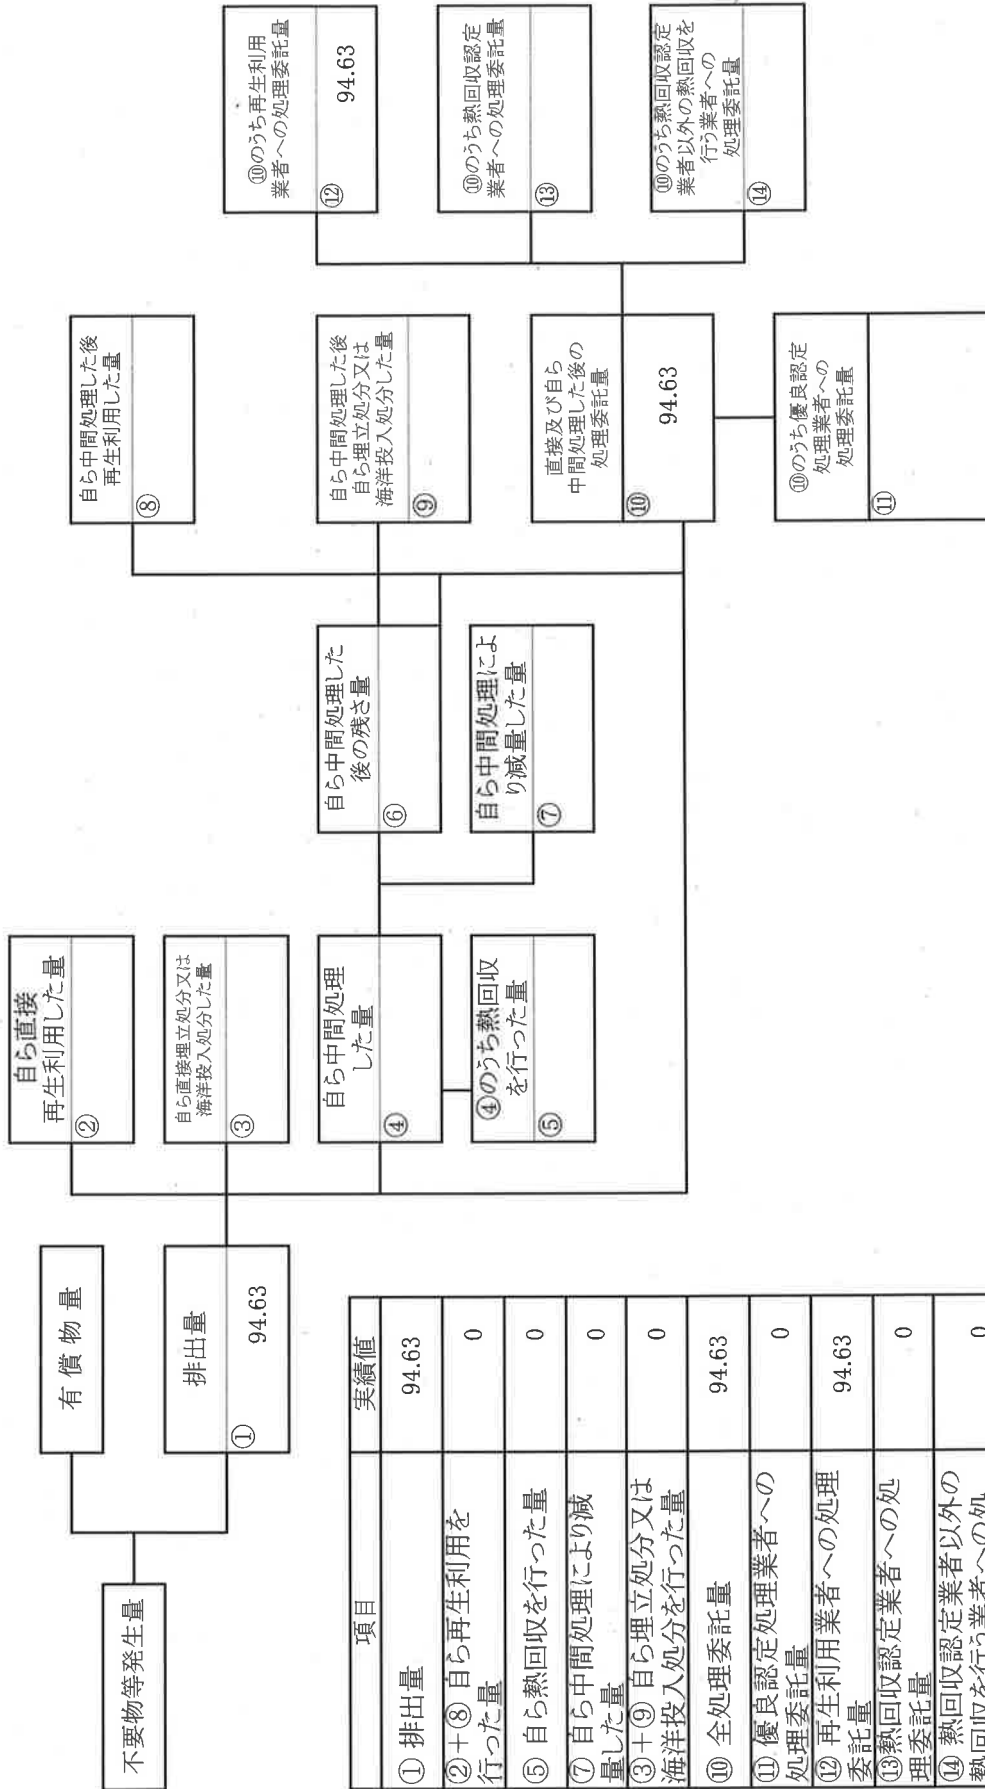 不要物等発生量
有償物量
排出量
①
94.63
自ら直接
再生利用した量
②
自ら直接埋立処分又は
海洋投入処分した量
③
自ら中間処理
した量
④
④のうち熱回収
を行った量
⑤
自ら中間処理した
後の残さ量
⑥
自ら中間処理によ
り減量した量
⑦
自ら中間処理した後
再生利用した量
⑧
自ら中間処理した後
自ら埋立処分又は
海洋投入処分した量
⑨
直接及び自ら
中間処理した後の
処理委託量
⑩
94.63
⑩のうち優良認定
処理業者への
処理委託量
⑪
⑩のうち再生利用
業者への処理委託量
⑫
94.63
⑩のうち熱回収認定
業者への処理委託量
⑬
⑩のうち熱回収認定
業者以外の熱回収を
行う業者への
処理委託量
⑭
項目 実績値
① 排出量 94.63
②+⑧ 自ら再生利用を
行った量 0
⑤ 自ら熱回収を行った量 0
⑦ 自ら中間処理により減
量した量 0
③+⑨ 自ら埋立処分又は
海洋投入処分を行った量 0
⑩ 全処理委託量 94.63
⑪ 優良認定処理業者への
処理委託量 0
⑫ 再生利用業者への処理
委託量 94.63
⑬熱回収認定業者への処
理委託量 0
⑭ 熱回収認定業者以外の
熱回収を行う業者への処 0